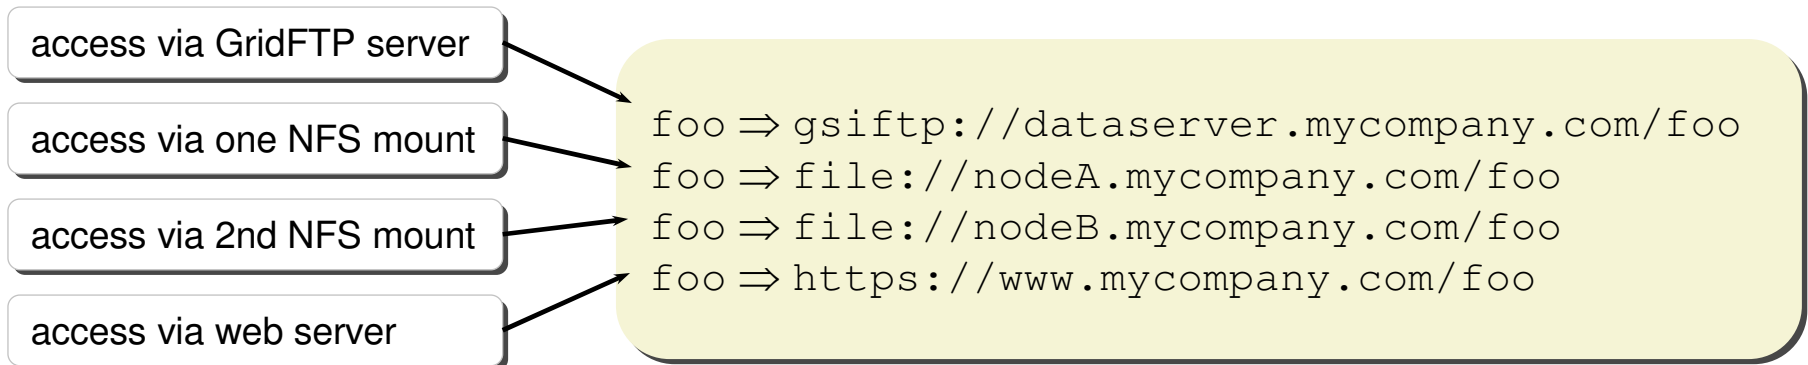 access via GridFTP server
access via one NFS mount
access via 2nd NFS mount
access via web server
foo ⇒ gsiftp://dataserver.mycompany.com/foo
foo ⇒ file://nodeA.mycompany.com/foo
foo ⇒ file://nodeB.mycompany.com/foo
foo ⇒ https://www.mycompany.com/foo